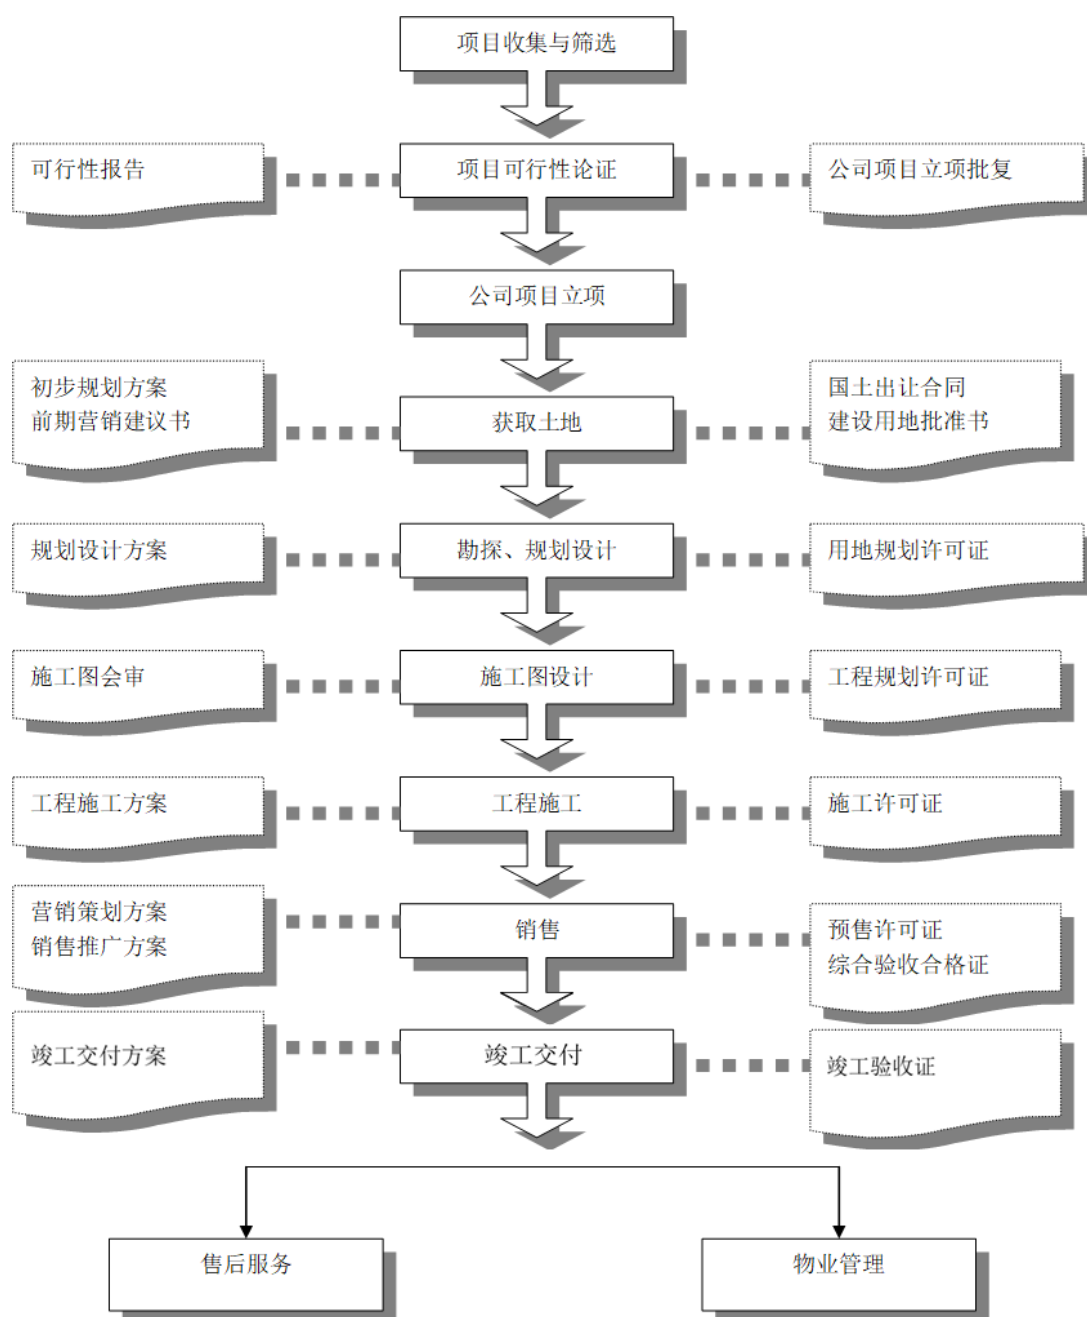 项目收集与筛选
可行性报告
项目可行性论证
公司项目立项批复
公司项目立项
初步规划方案
前期营销建议书
获取土地
国土出让合同
建设用地批准书
规划设计方案
勘探、规划设计
用地规划许可证
施工图会审
施工图设计
工程规划许可证
工程施工方案
工程施工
施工许可证
营销策划方案
销售推广方案
销售
预售许可证
综合验收合格证
竣工交付方案
竣工交付
竣工验收证
售后服务
物业管理